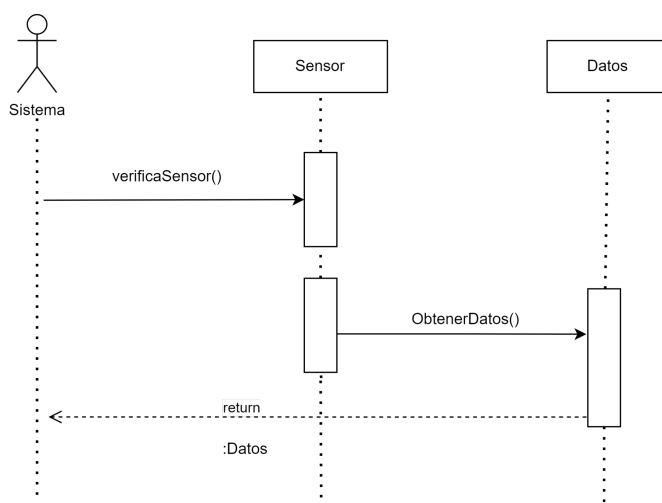 Sensor
Datos
Sistema
verificaSensor()
ObtenerDatos()
return
:Datos